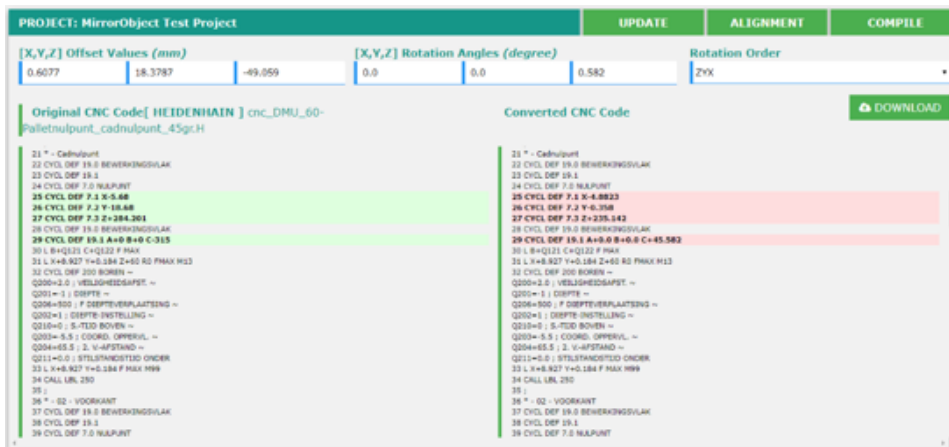 PROJECT: MirrorObject Test Project
UPDATE
ALIGNMENT
COMPILE
[X,Y,Z] Offset Values (mm)
[X,Y,Z] Rotation Angles (degree)
Rotation Order
0.6077
18.3787
-49.059
0.0
0.0
0.582
ZYX
Original CNC Code[ HEIDENHAIN ] cnc_DMU_60-
Palletnulpunt_cadnulpunt_45gr.H
Converted CNC Code
DOWNLOAD
21 * - Cadnulpunt
22 CYCL DEF 19.0 BEWERKINGSVLAK
23 CYCL DEF 19.1
24 CYCL DEF 7.0 NULPUNT
25 CYCL DEF 7.1 X-5.68
26 CYCL DEF 7.2 Y-18.68
27 CYCL DEF 7.3 Z+284.201
28 CYCL DEF 19.0 BEWERKINGSVLAK
29 CYCL DEF 19.1 A+0 B+0 C-315
30 L B+Q121 C+Q122 F MAX
31 L X+8.927 Y+0.184 Z+60 R0 FMAX M13
32 CYCL DEF 200 BOREN ~
Q200=2.0 ; VEILIGHEIDSAFST. ~
Q201=-1 ; DIEPTE ~
Q206=500 ; F DIEPTEVERPLAATSING ~
Q202=1 ; DIEPTE-INSTELLING ~
Q210=0 ; S.-TIJD BOVEN ~
Q203=-5.5 ; COORD. OPPERVL. ~
Q204=65.5 ; 2. V.-AFSTAND ~
Q211=0.0 ; STILSTANDSTIJD ONDER
33 L X+8.927 Y+0.184 F MAX M99
34 CALL LBL 250
35 ;
36 * - 02 - VOORKANT
37 CYCL DEF 19.0 BEWERKINGSVLAK
38 CYCL DEF 19.1
39 CYCL DEF 7.0 NULPUNT
21 * - Cadnulpunt
22 CYCL DEF 19.0 BEWERKINGSVLAK
23 CYCL DEF 19.1
24 CYCL DEF 7.0 NULPUNT
25 CYCL DEF 7.1 X-4.8823
26 CYCL DEF 7.2 Y-0.358
27 CYCL DEF 7.3 Z+235.142
28 CYCL DEF 19.0 BEWERKINGSVLAK
29 CYCL DEF 19.1 A+0.0 B+0.0 C+45.582
30 L B+Q121 C+Q122 F MAX
31 L X+8.927 Y+0.184 Z+60 R0 FMAX M13
32 CYCL DEF 200 BOREN ~
Q200=2.0 ; VEILIGHEIDSAFST. ~
Q201=-1 ; DIEPTE ~
Q206=500 ; F DIEPTEVERPLAATSING ~
Q202=1 ; DIEPTE-INSTELLING ~
Q210=0 ; S.-TIJD BOVEN ~
Q203=-5.5 ; COORD. OPPERVL. ~
Q204=65.5 ; 2. V.-AFSTAND ~
Q211=0.0 ; STILSTANDSTIJD ONDER
33 L X+8.927 Y+0.184 F MAX M99
34 CALL LBL 250
35 ;
36 * - 02 - VOORKANT
37 CYCL DEF 19.0 BEWERKINGSVLAK
38 CYCL DEF 19.1
39 CYCL DEF 7.0 NULPUNT